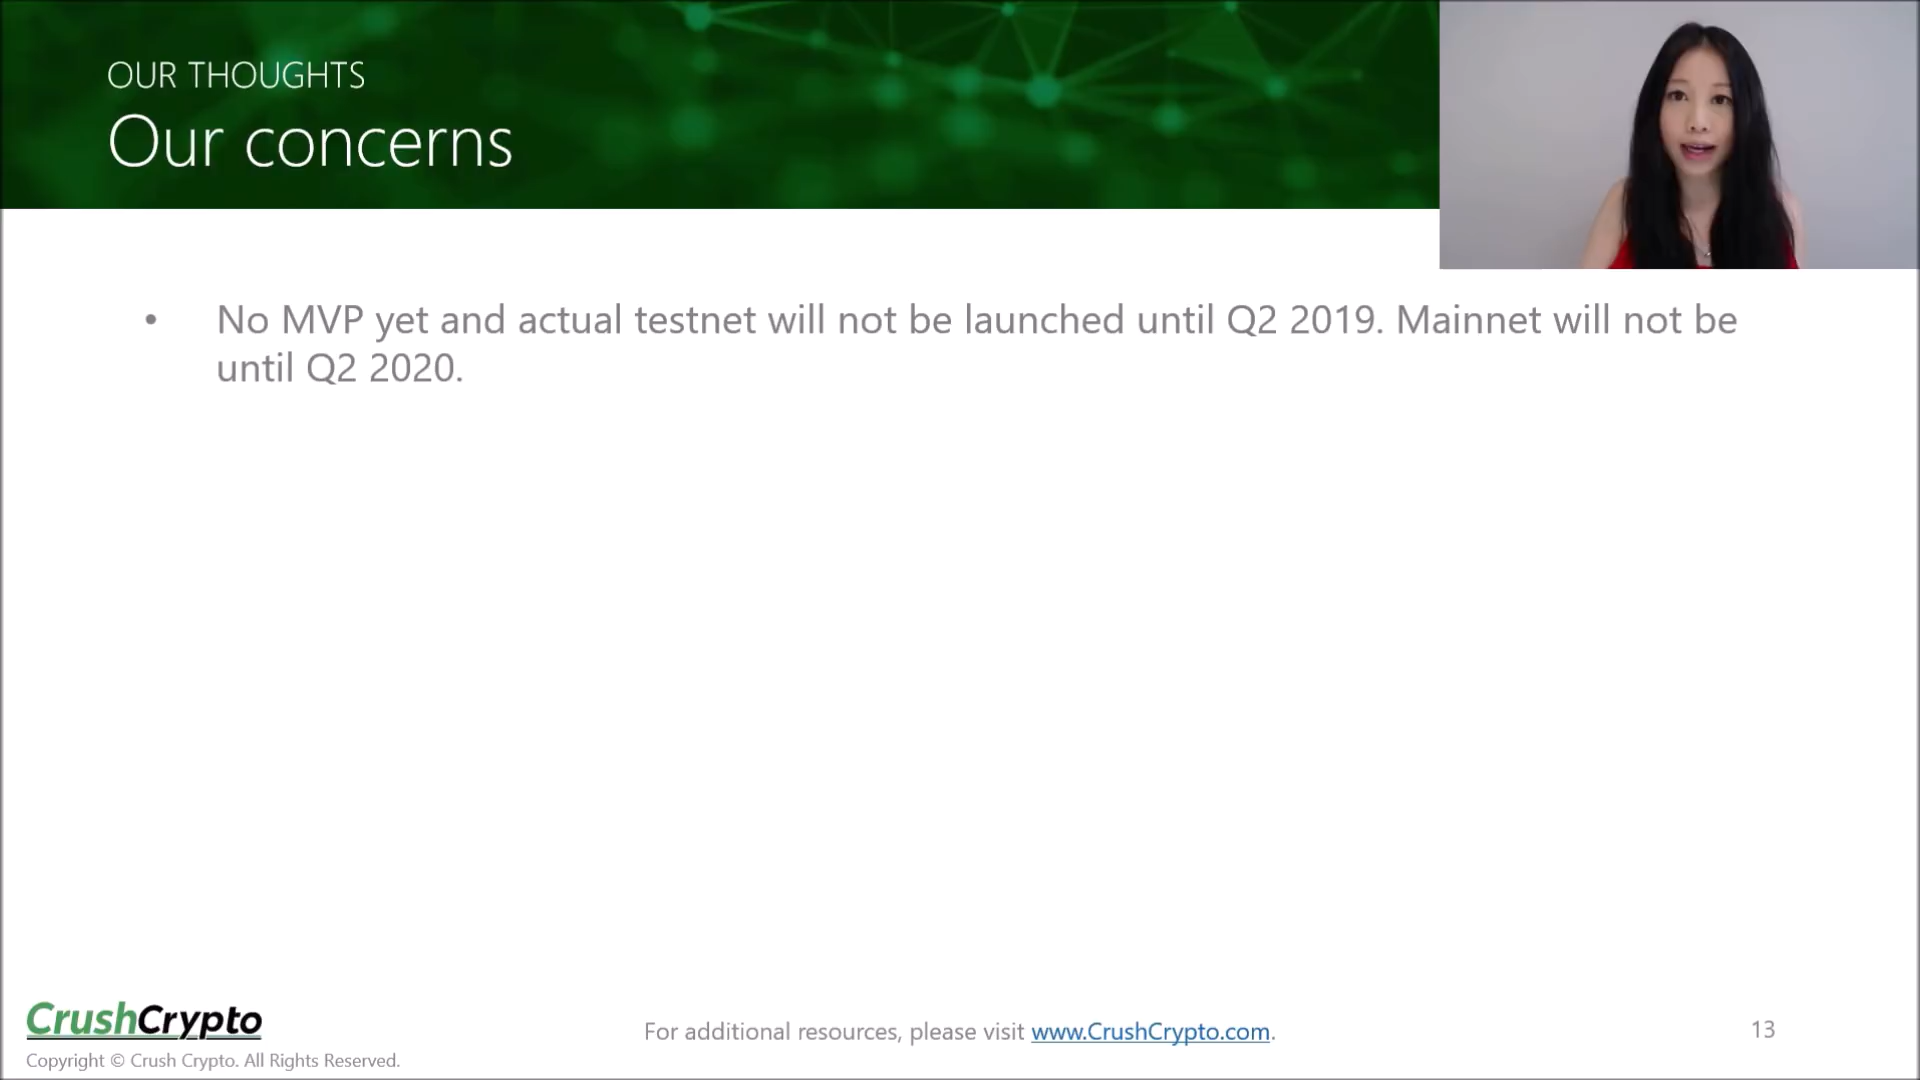 OUR THOUGHTS
Our concerns
• No MVP yet and actual testnet will not be launched until Q2 2019. Mainnet will not be
until Q2 2020.
CrushCrypto
Copyright © Crush Crypto. All Rights Reserved.
For additional resources, please visit www.CrushCrypto.com.
13